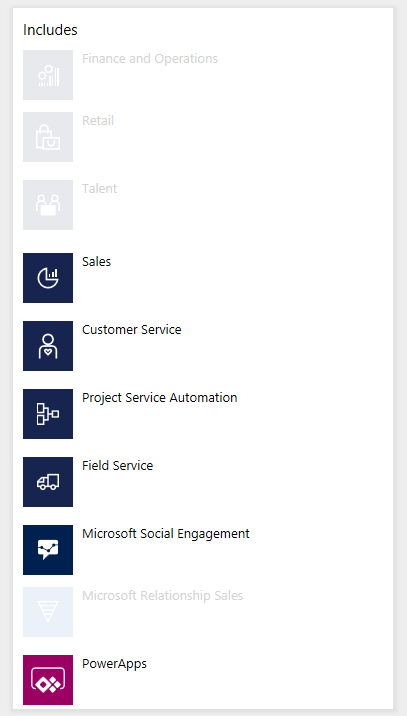 Includes
Finance and Operations
Retail
Talent
Sales
Customer Service
Project Service Automation
Field Service
Microsoft Social Engagement
Microsoft Relationship Sales
PowerApps